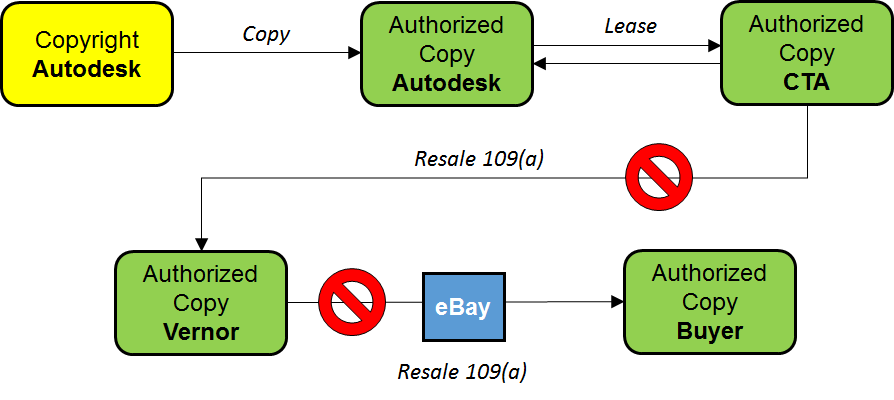 Copyright
Autodesk
Copy
Authorized
Copy
Autodesk
Lease
Authorized
Copy
CTA
Resale 109(a)
Authorized
Copy
Vernor
eBay
Authorized
Copy
Buyer
Resale 109(a)